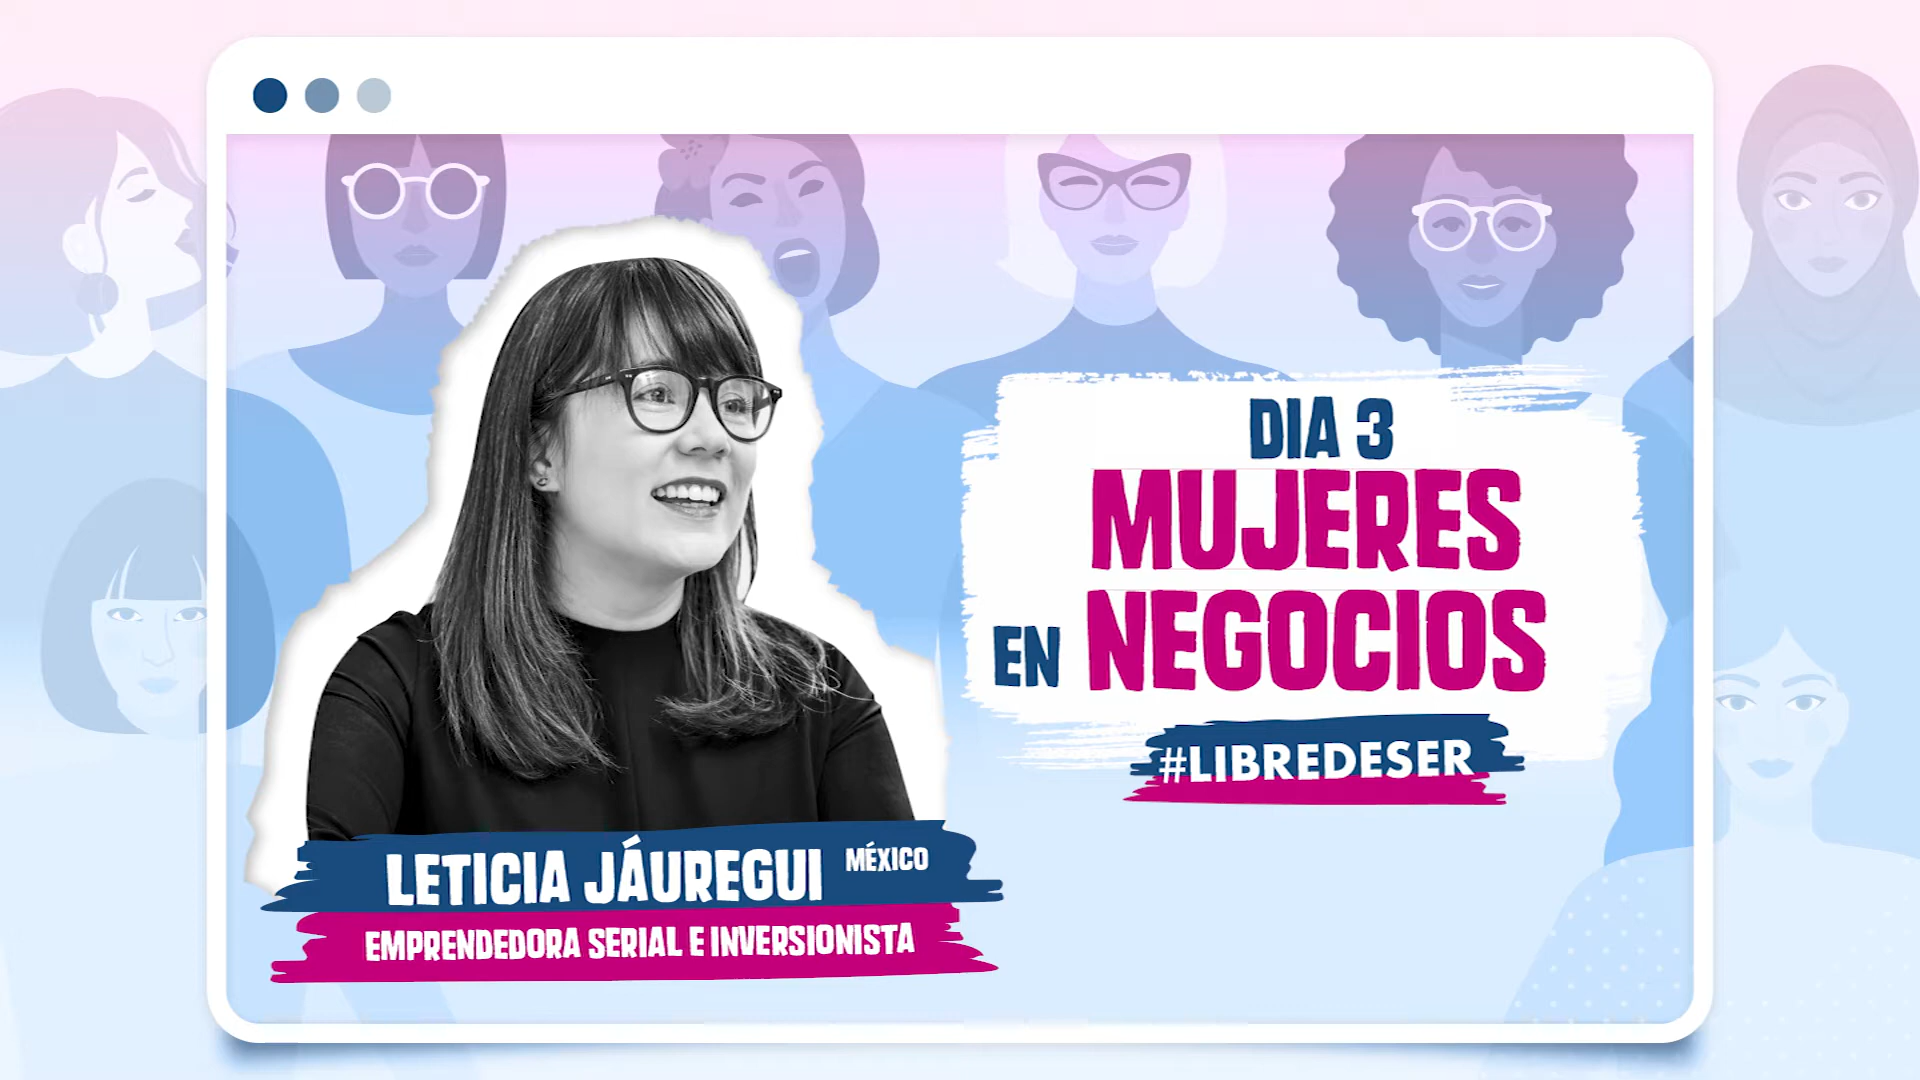 DIA 3
MUJERES
EN NEGOCIOS
#LIBREDESER
LETICIA JÁUREGUI MÉXICO
EMPRENDEDORA SERIAL E INVERSIONISTA